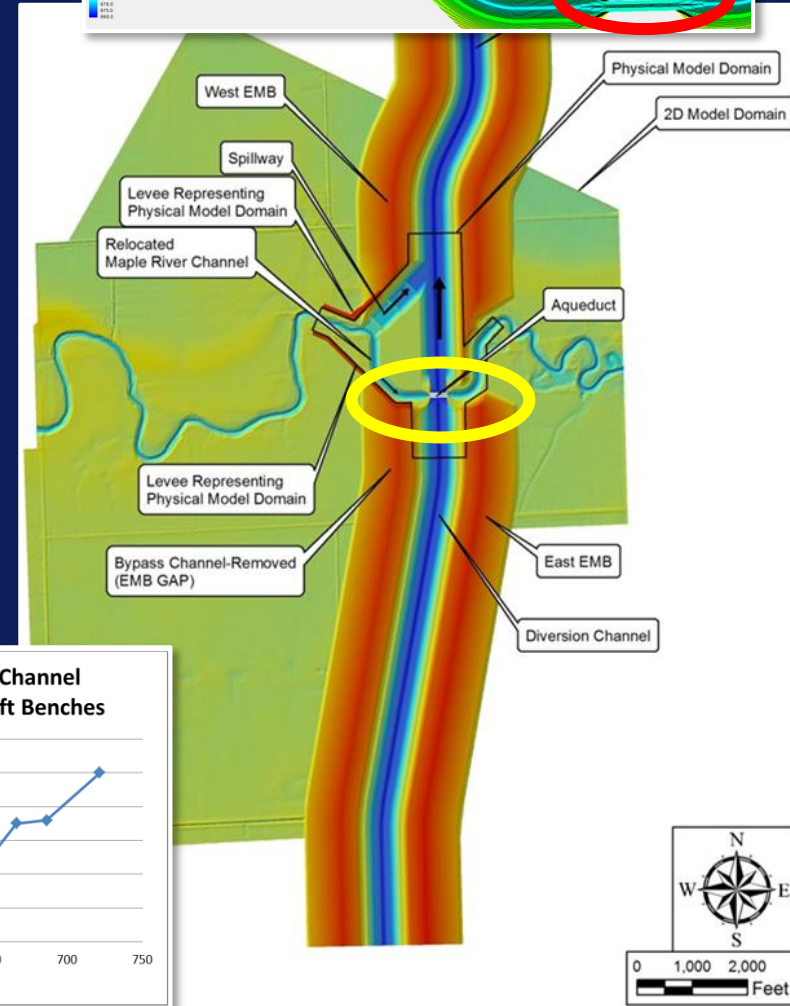 Physical Model Domain
West EMB
2D Model Domain
Spillway
Levee Representing
Physical Model Domain
Relocated
Maple River Channel
Aqueduct
Levee Representing
Physical Model Domain
Bypass Channel-Removed
(EMB GAP)
East EMB
Diversion Channel
Channel
ft Benches
700 750
N
W E
S
0 1,000 2,000
Feet